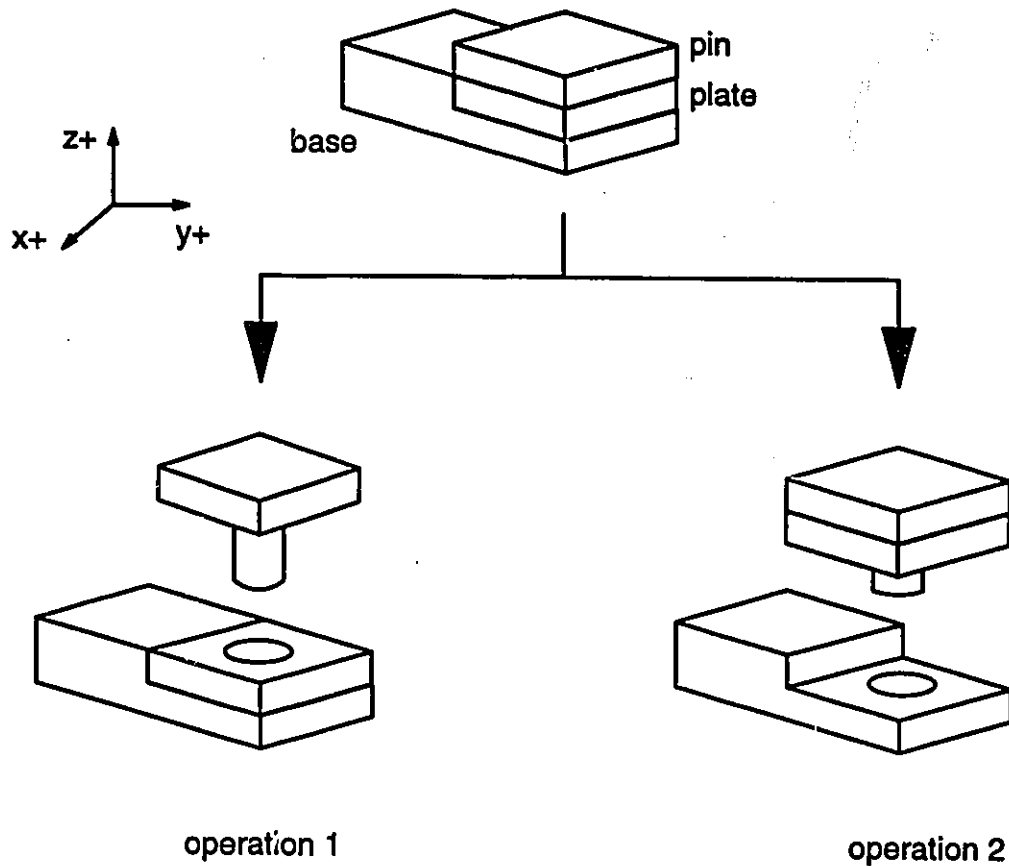 pin
plate
base
z+
x+
y+
operation 1
operation 2